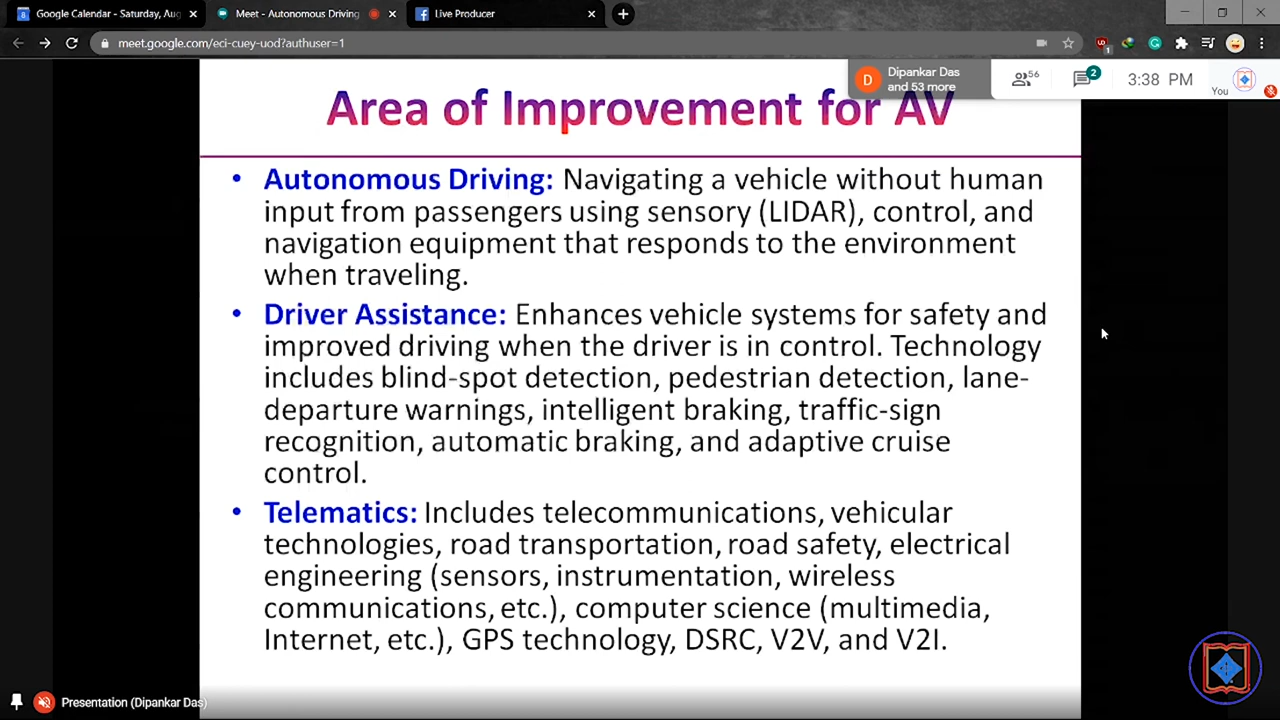 Google Calendar - Saturday, Aug
Meet - Autonomous Driving
Live Producer
meet.google.com/eci-cuey-uod?authuser=1
Dipankar Das
and 53 more
D
56
2
3:38 PM
You
Area of Improvement for AV
• Autonomous Driving: Navigating a vehicle without human
input from passengers using sensory (LIDAR), control, and
navigation equipment that responds to the environment
when traveling.
• Driver Assistance: Enhances vehicle systems for safety and
improved driving when the driver is in control. Technology
includes blind-spot detection, pedestrian detection, lane-
departure warnings, intelligent braking, traffic-sign
recognition, automatic braking, and adaptive cruise
control.
• Telematics: Includes telecommunications, vehicular
technologies, road transportation, road safety, electrical
engineering (sensors, instrumentation, wireless
communications, etc.), computer science (multimedia,
Internet, etc.), GPS technology, DSRC, V2V, and V2I.
Presentation (Dipankar Das)